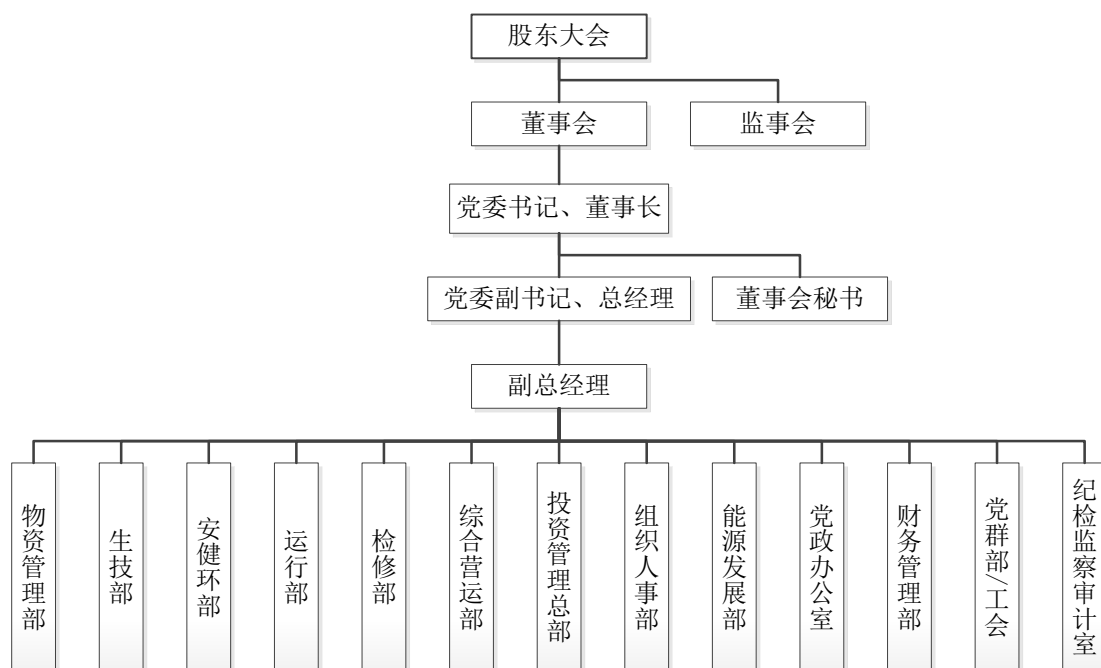 股东大会
董事会
监事会
党委书记、董事长
党委副书记、总经理
董事会秘书
副总经理
物资管理部
生技部
安健环部
运行部
检修部
综合营运部
投资管理总部
组织人事部
能源发展部
党政办公室
财务管理部
党群部/工会
纪检监察审计室